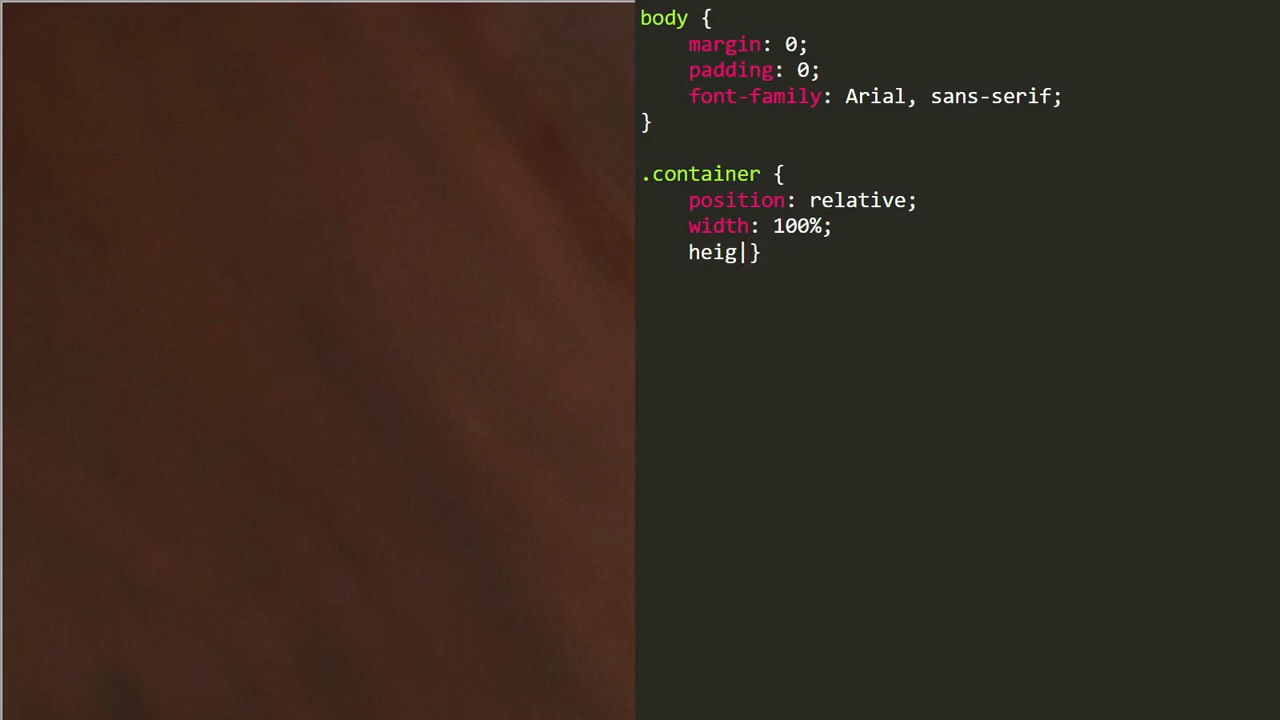 body {
    margin: 0;
    padding: 0;
    font-family: Arial, sans-serif;
}
.container {
    position: relative;
    width: 100%;
    heig|}